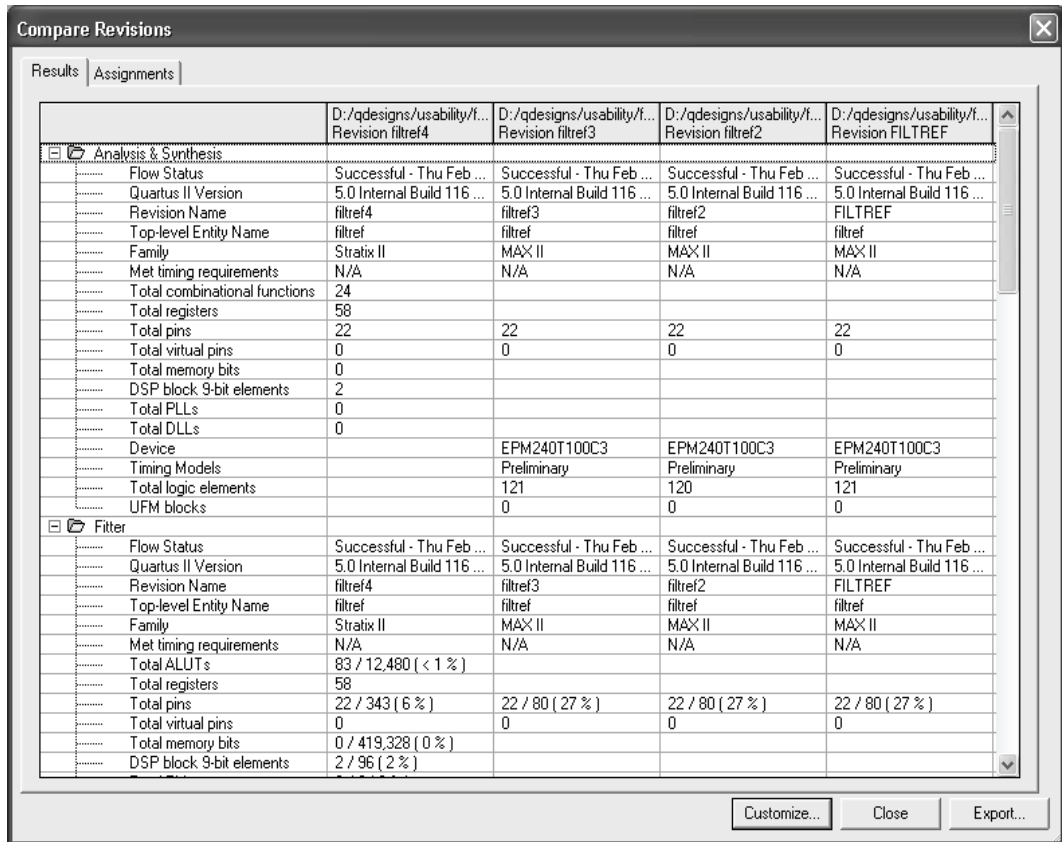 Compare Revisions
Results Assignments
D:/qdesigns/usability/f... D:/qdesigns/usability/f... D:/qdesigns/usability/f... D:/qdesigns/usability/f...
Revision filtref4 Revision filtref3 Revision filtref2 Revision FILTREF
Analysis & Synthesis
Flow Status Successful - Thu Feb ... Successful - Thu Feb ... Successful - Thu Feb ... Successful - Thu Feb ...
Quartus II Version 5.0 Internal Build 116 ... 5.0 Internal Build 116 ... 5.0 Internal Build 116 ... 5.0 Internal Build 116 ...
Revision Name filtref4 filtref3 filtref2 FILTREF
Top-level Entity Name filtref filtref filtref filtref
Family Stratix II MAX II MAX II MAX II
Met timing requirements N/A N/A N/A N/A
Total combinational functions 24
Total registers 58
Total pins 22 22 22 22
Total virtual pins 0 0 0 0
Total memory bits 0
DSP block 9-bit elements 2
Total PLLs 0
Total DLLs 0
Device EPM240T100C3 EPM240T100C3 EPM240T100C3
Timing Models Preliminary Preliminary Preliminary
Total logic elements 121 120 121
UFM blocks 0 0 0
Fitter
Flow Status Successful - Thu Feb ... Successful - Thu Feb ... Successful - Thu Feb ... Successful - Thu Feb ...
Quartus II Version 5.0 Internal Build 116 ... 5.0 Internal Build 116 ... 5.0 Internal Build 116 ... 5.0 Internal Build 116 ...
Revision Name filtref4 filtref3 filtref2 FILTREF
Top-level Entity Name filtref filtref filtref filtref
Family Stratix II MAX II MAX II MAX II
Met timing requirements N/A N/A N/A N/A
Total ALUTs 83 / 12,480 ( < 1 % )
Total registers 58
Total pins 22 / 343 ( 6 % ) 22 / 80 ( 27 % ) 22 / 80 ( 27 % ) 22 / 80 ( 27 % )
Total virtual pins 0 0 0 0
Total memory bits 0 / 419,328 ( 0 % )
DSP block 9-bit elements 2 / 96 ( 2 % )
Customize... Close Export...